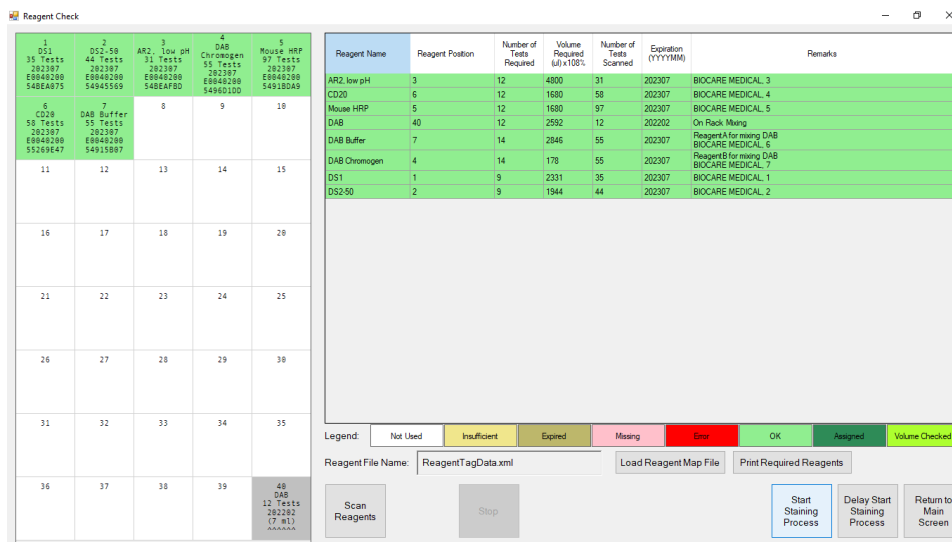 Reagent Check
1
DS1
35 Tests
202307
E0040200
54BEA075
2
DS2-50
44 Tests
202307
E0040200
54945569
3
AR2, low pH
31 Tests
202307
E0040200
54BEAFBD
4
DAB
Chromogen
55 Tests
202307
E0040200
5496D1DD
5
Mouse HRP
97 Tests
202307
E0040200
5491BDA9
6
CD20
58 Tests
202307
E0040200
55269E47
7
DAB Buffer
55 Tests
202307
E0040200
54915B07
8
9
10
11 12 13 14 15
16 17 18 19 20
21 22 23 24 25
26 27 28 29 30
31 32 33 34 35
36 37 38 39
40
DAB
12 Tests
202202
(7 ml)
^^^^^^
Reagent Name Reagent Position Number of Tests Required Volume Required (ul) x108% Number of Tests Scanned Expiration (YYYYMM) Remarks
AR2, low pH 3 12 4800 31 202307 BIOCARE MEDICAL, 3
CD20 6 12 1680 58 202307 BIOCARE MEDICAL, 4
Mouse HRP 5 12 1680 97 202307 BIOCARE MEDICAL, 5
DAB 40 12 2592 12 202202 On Rack Mixing
DAB Buffer 7 14 2846 55 202307 ReagentA for mixing DAB
BIOCARE MEDICAL, 6
DAB Chromogen 4 14 178 55 202307 ReagentB for mixing DAB
BIOCARE MEDICAL, 7
DS1 1 9 2331 35 202307 BIOCARE MEDICAL, 1
DS2-50 2 9 1944 44 202307 BIOCARE MEDICAL, 2
Legend: Not Used Insufficient Expired Missing Error OK Assigned Volume Checked
Reagent File Name: ReagentTagData.xml Load Reagent Map File Print Required Reagents
Scan
Reagents
Stop
Start
Staining
Process
Delay Start
Staining
Process
Return to
Main
Screen